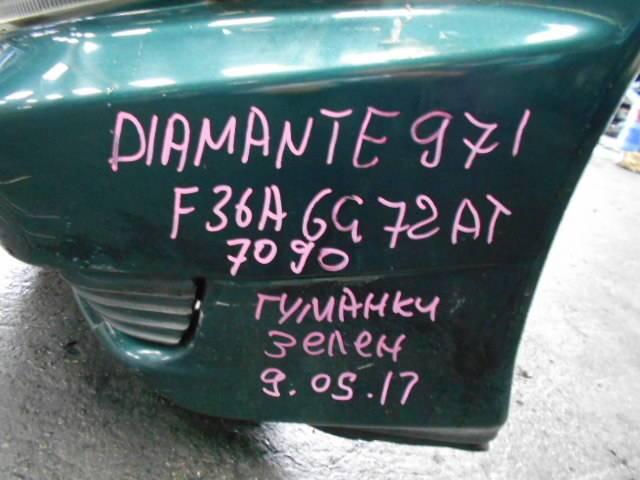 DIAMANTE 971
F36A 6G72 AT
7090
туманки
зелен
9.05.17